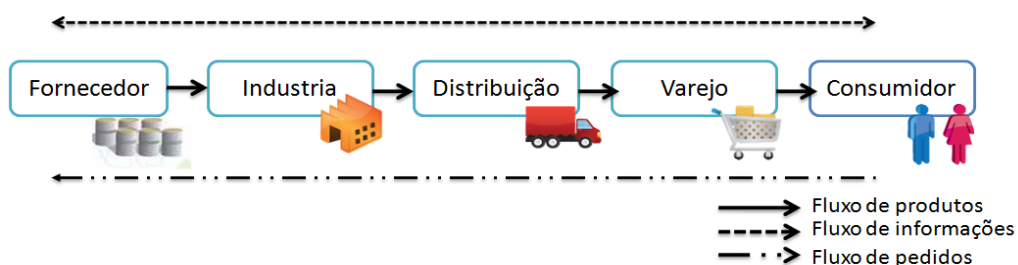 Fornecedor
Industria
Distribuição
Varejo
Consumidor
Fluxo de produtos
Fluxo de informações
Fluxo de pedidos